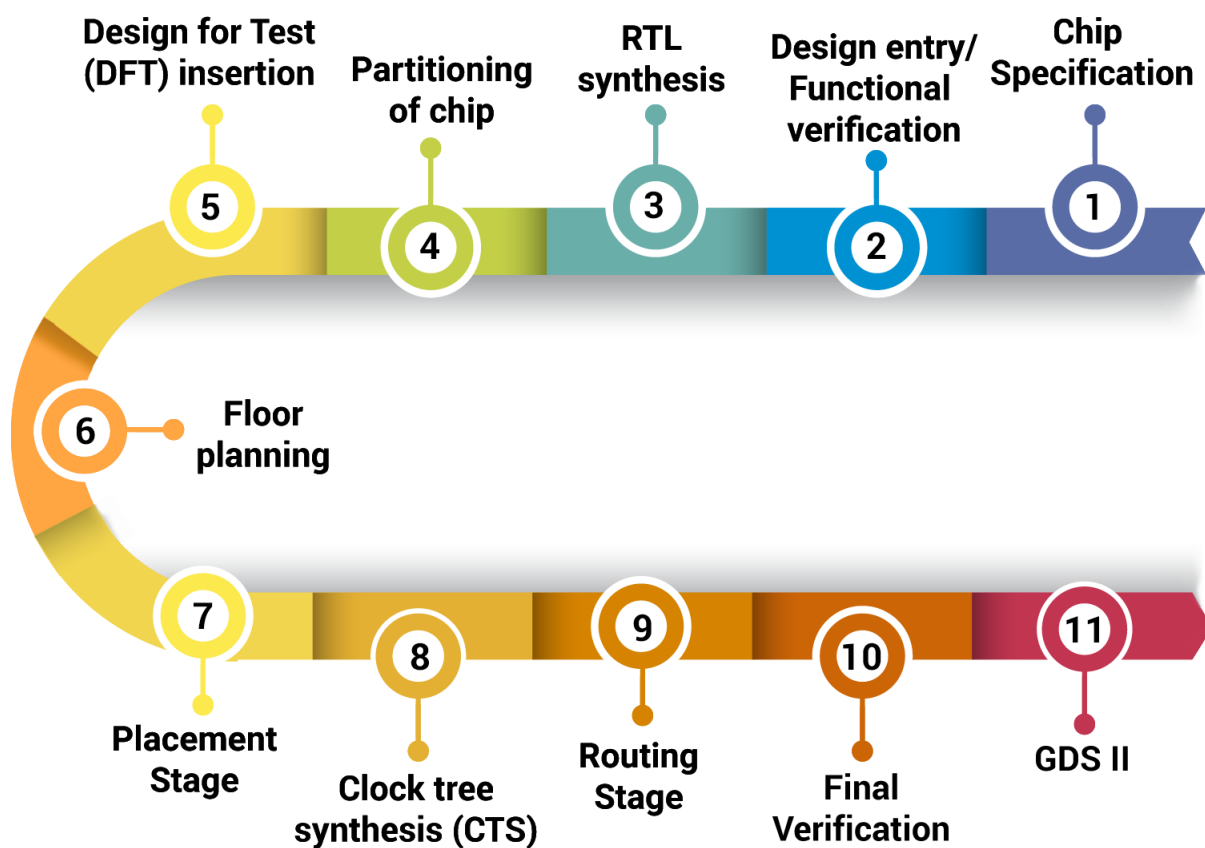 Chip
Specification
1
Design entry/
Functional
verification
2
RTL
synthesis
3
Partitioning
of chip
4
Design for Test
(DFT) insertion
5
6
Floor
planning
7
Placement
Stage
8
Clock tree
synthesis (CTS)
9
Routing
Stage
10
Final
Verification
11
GDS II